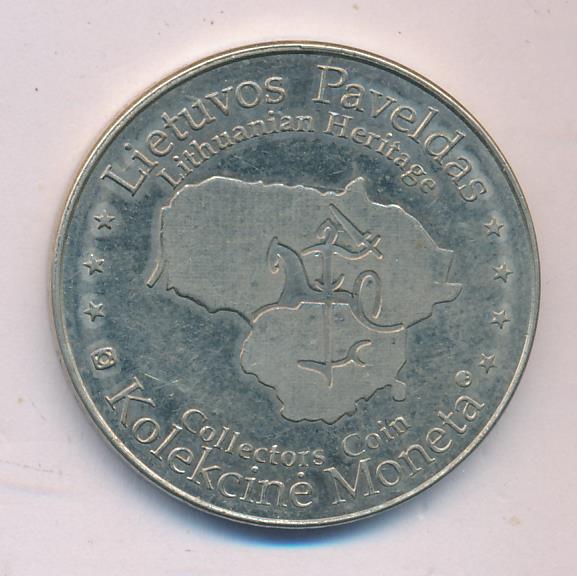 Lietuvos Paveldas
Lithuanian Heritage
Collectors Coin
Kolekcinė Moneta